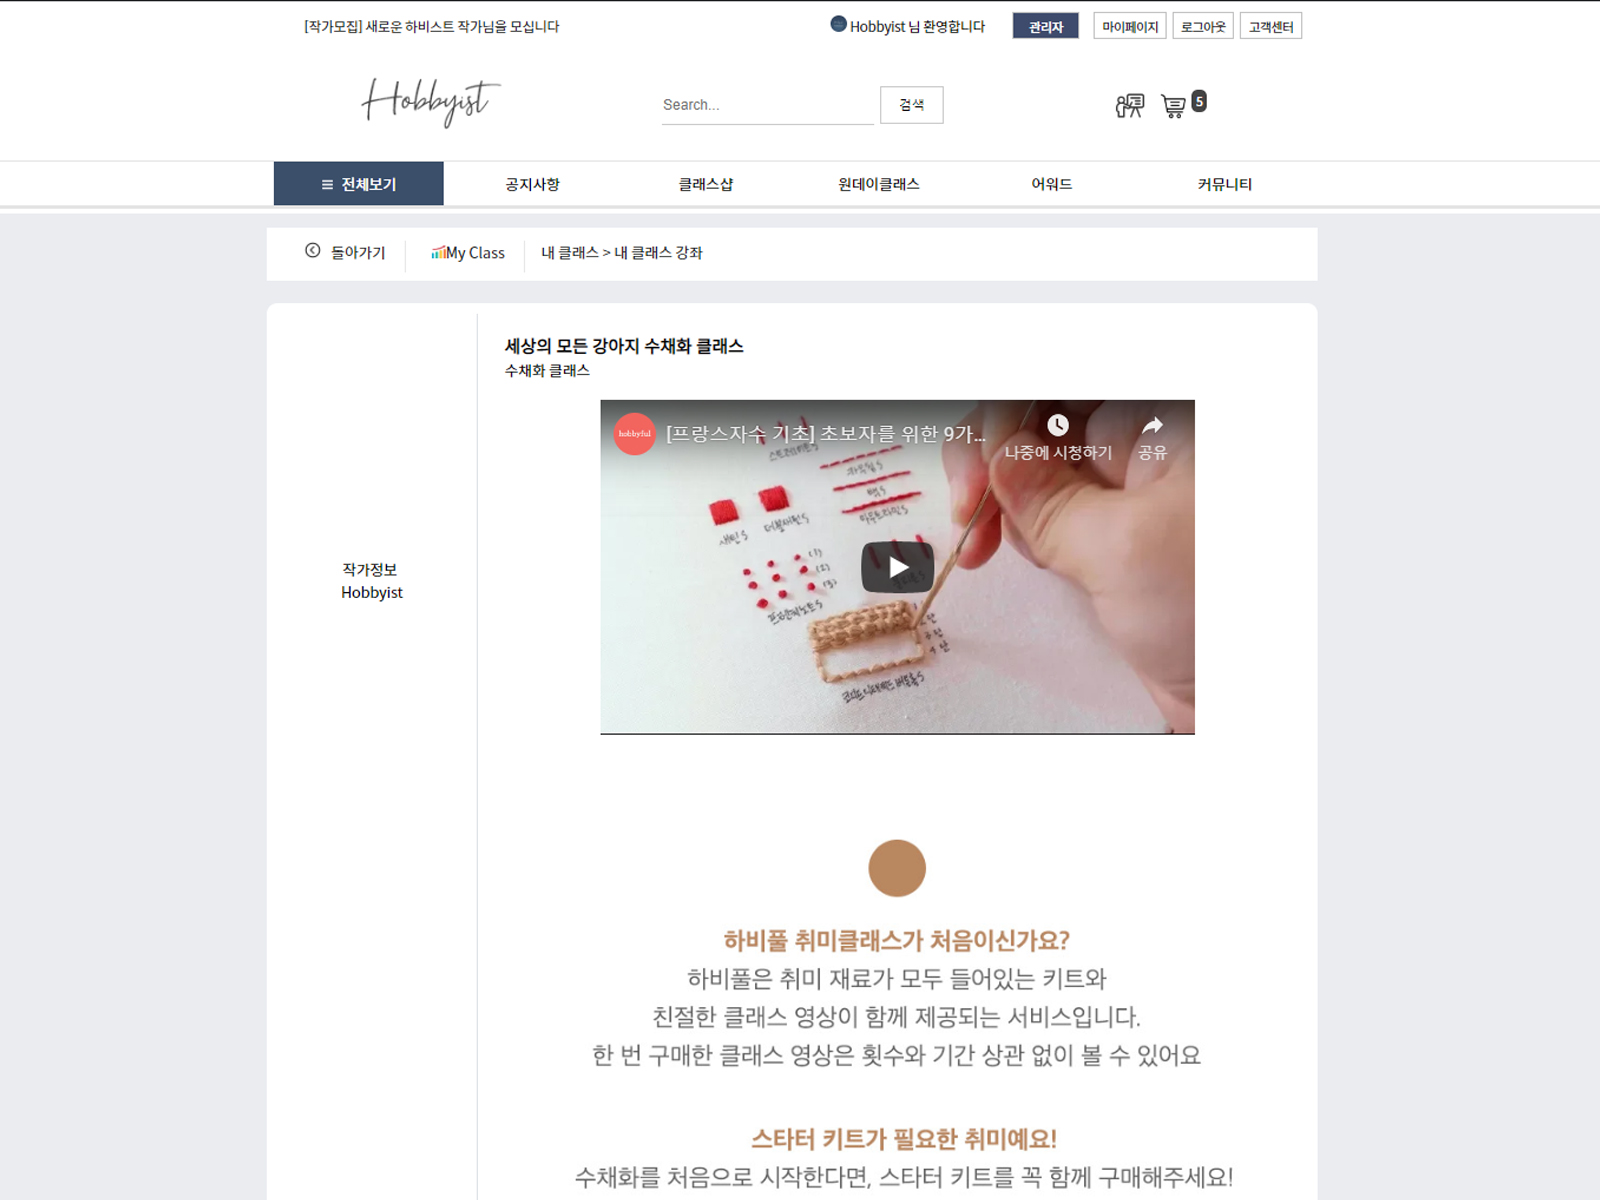 [작가모집] 새로운 하비스트 작가님을 모십니다
Hobbyist 님 환영합니다
관리자
마이페이지
로그아웃
고객센터
Hobbyist
Search...
검색
5
전체보기
공지사항
클래스샵
원데이클래스
어워드
커뮤니티
돌아가기
My Class
내 클래스 > 내 클래스 강좌
세상의 모든 강아지 수채화 클래스
수채화 클래스
작가정보
Hobbyist
hobbyful
[프랑스자수 기초] 초보자를 위한 9가...
나중에 시청하기
공유
새틴 S
더블새틴 S
(1)
(2)
(3)
하비풀 취미클래스가 처음이신가요?
하비풀은 취미 재료가 모두 들어있는 키트와
친절한 클래스 영상이 함께 제공되는 서비스입니다.
한 번 구매한 클래스 영상은 횟수와 기간 상관 없이 볼 수 있어요
스타터 키트가 필요한 취미예요!
수채화를 처음으로 시작한다면, 스타터 키트를 꼭 함께 구매해주세요!